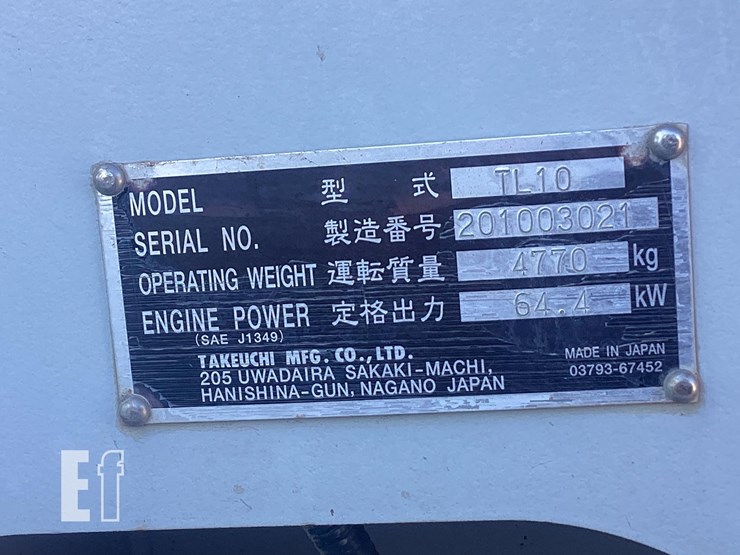 MODEL 型 式 TL10
SERIAL NO. 製造番号 201003021
OPERATING WEIGHT 運転質量 4770 kg
ENGINE POWER 定格出力 64.4 kW
(SAE J1349)
TAKEUCHI MFG. CO., LTD.
205 UWADAIRA SAKAKI-MACHI,
HANISHINA-GUN, NAGANO JAPAN
MADE IN JAPAN
03793-67452
Ef